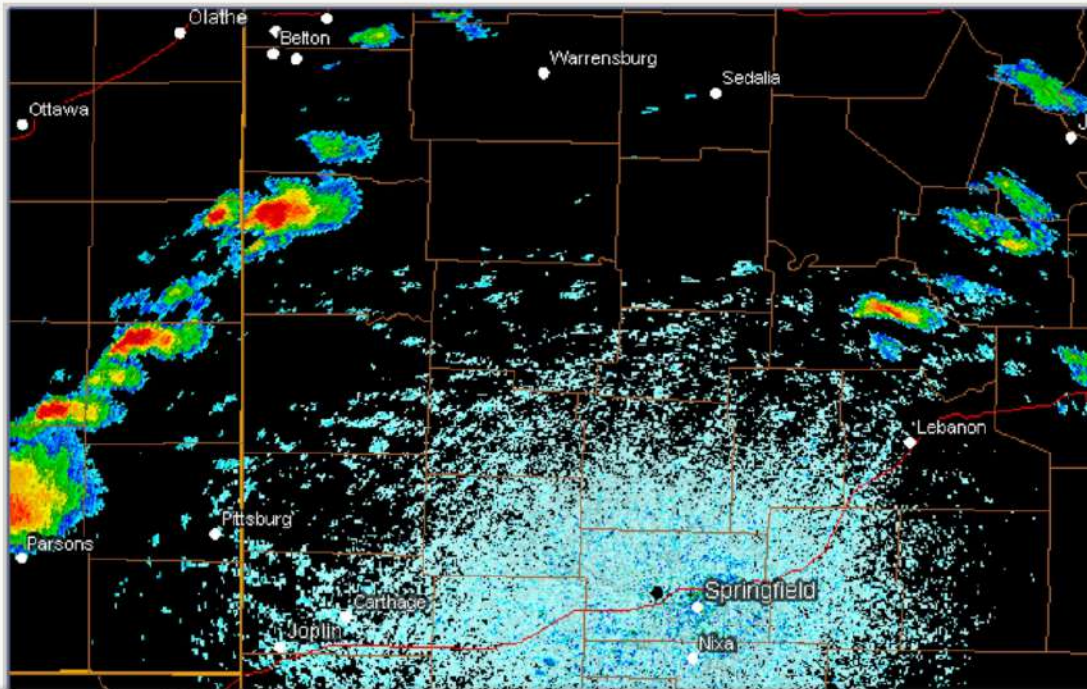 Olathe
Belton
Warrensburg
Sedalia
Ottawa
J
Lebanon
Pittsburg
Parsons
Springfield
Carthage
Joplin
Nixa